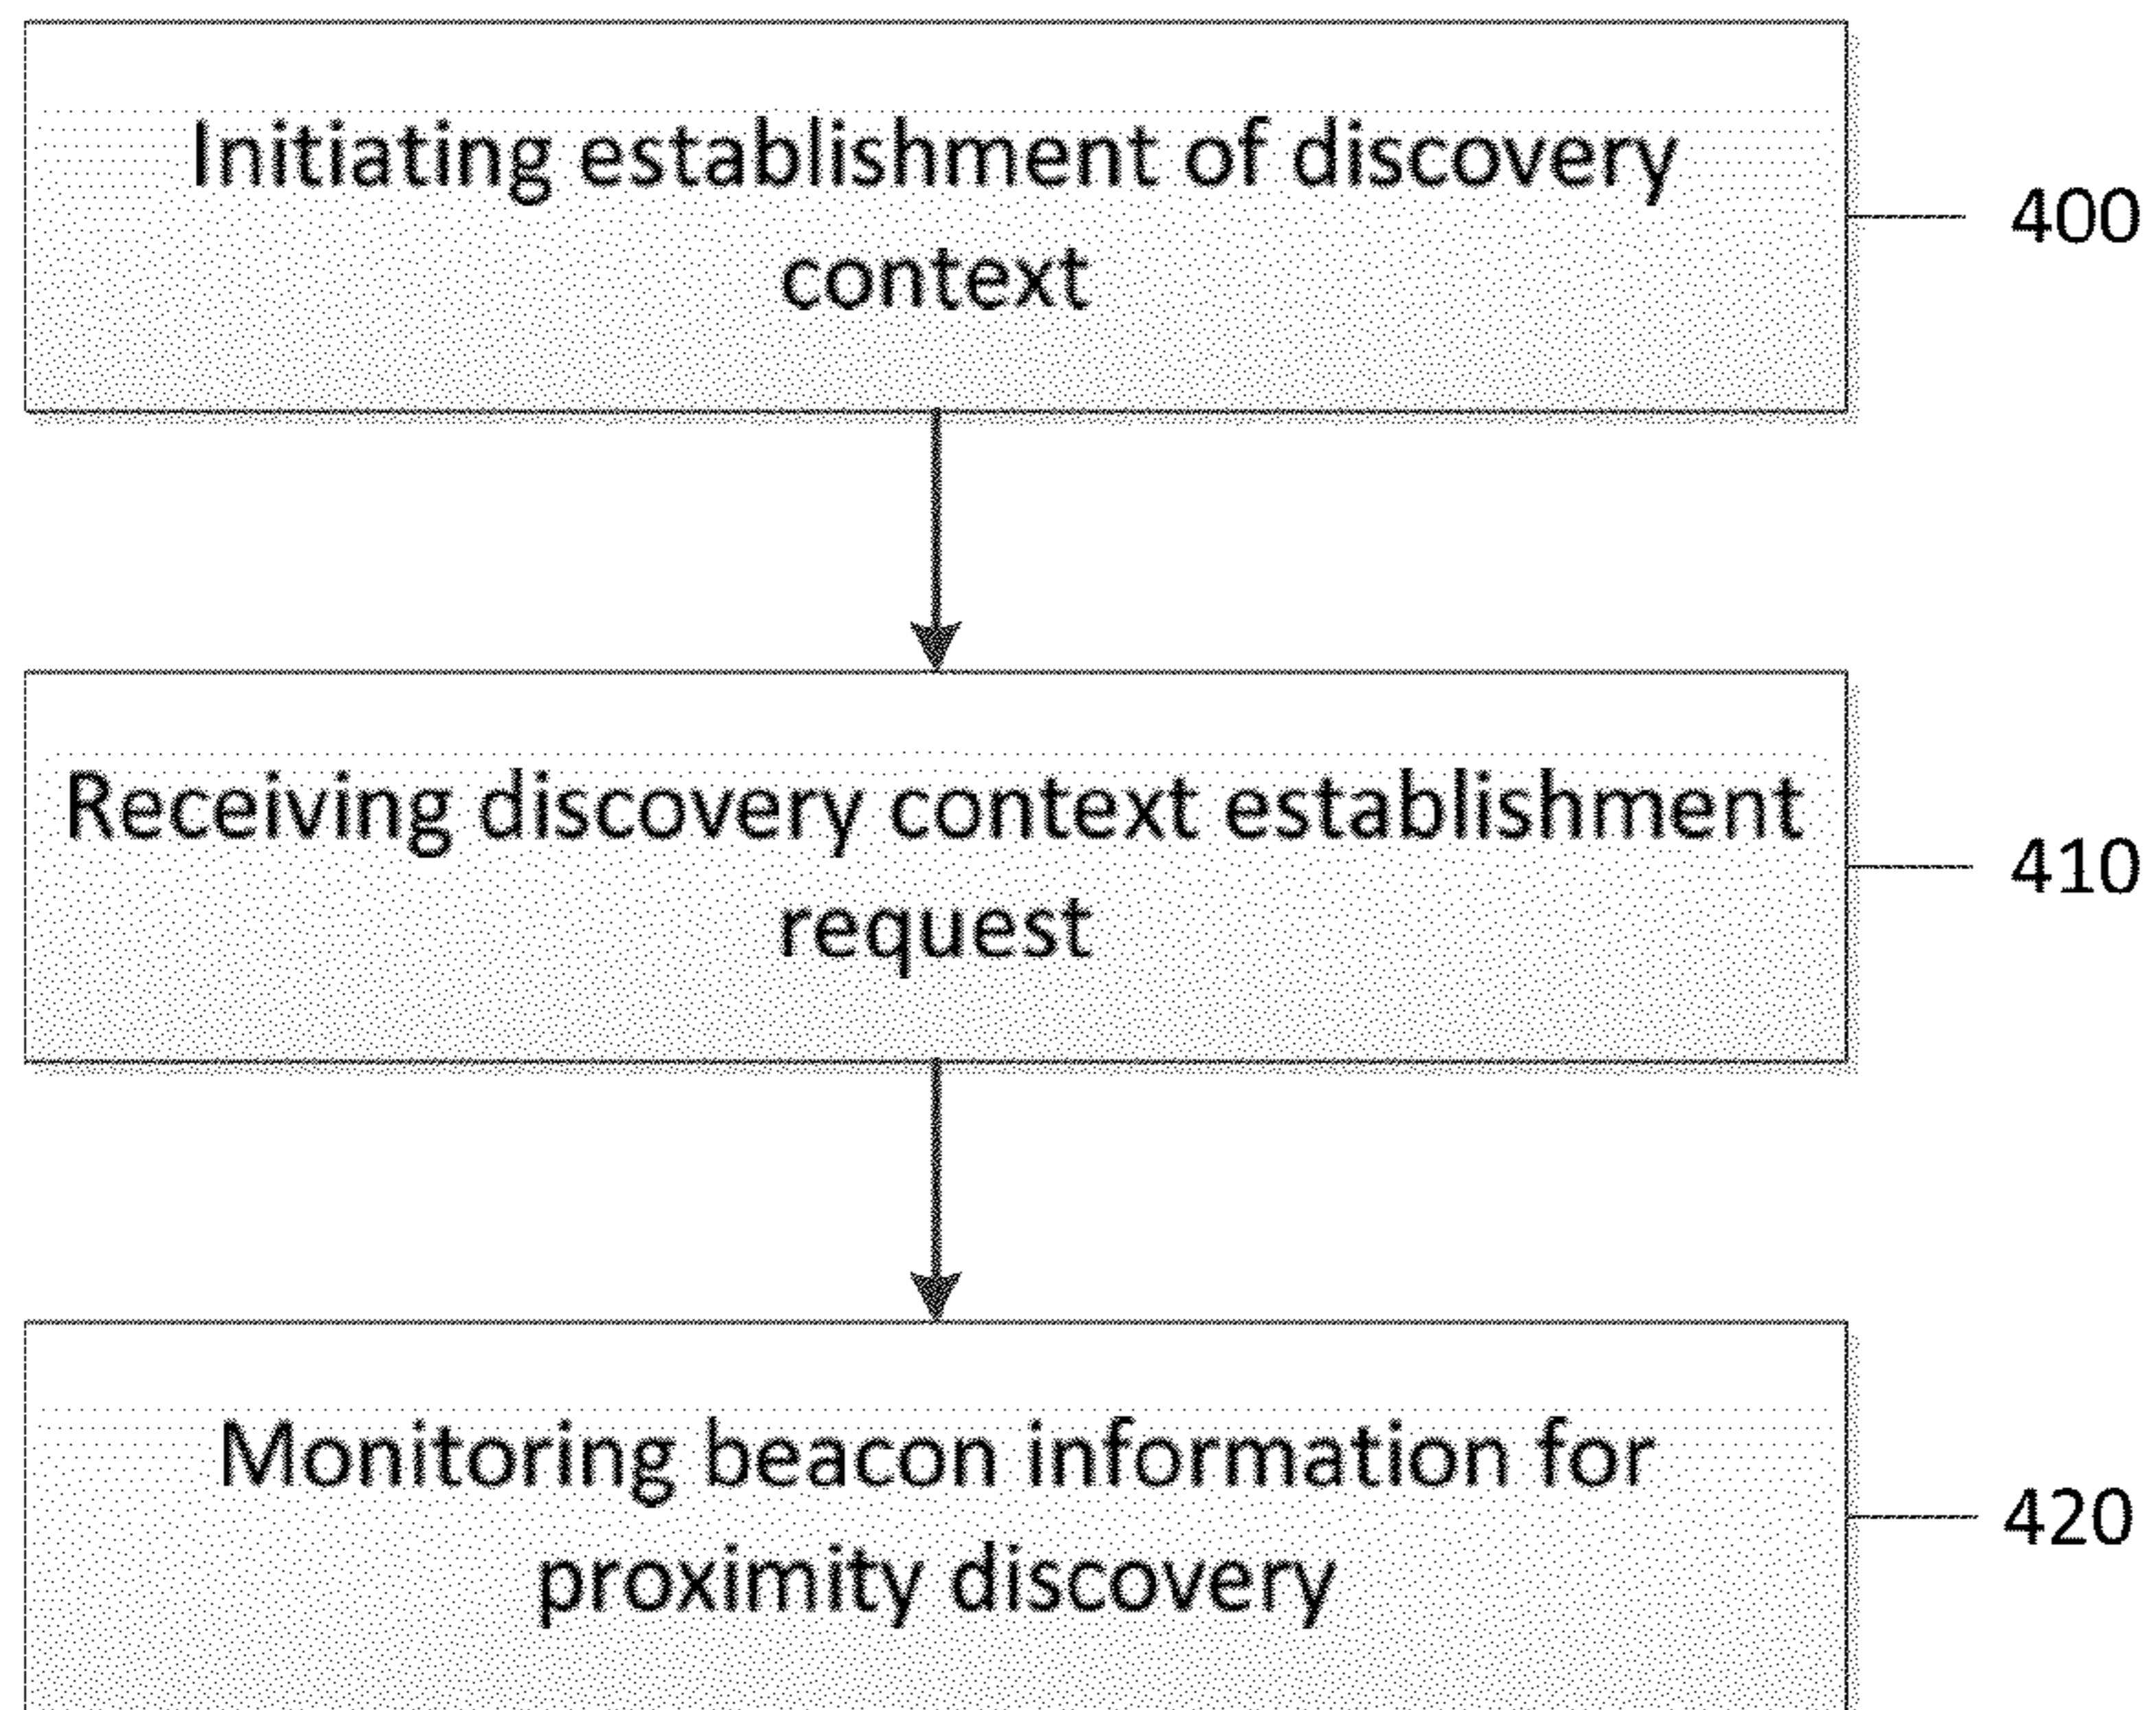 Initiating establishment of discovery
context
400
Receiving discovery context establishment
request
410
Monitoring beacon information for
proximity discovery
420